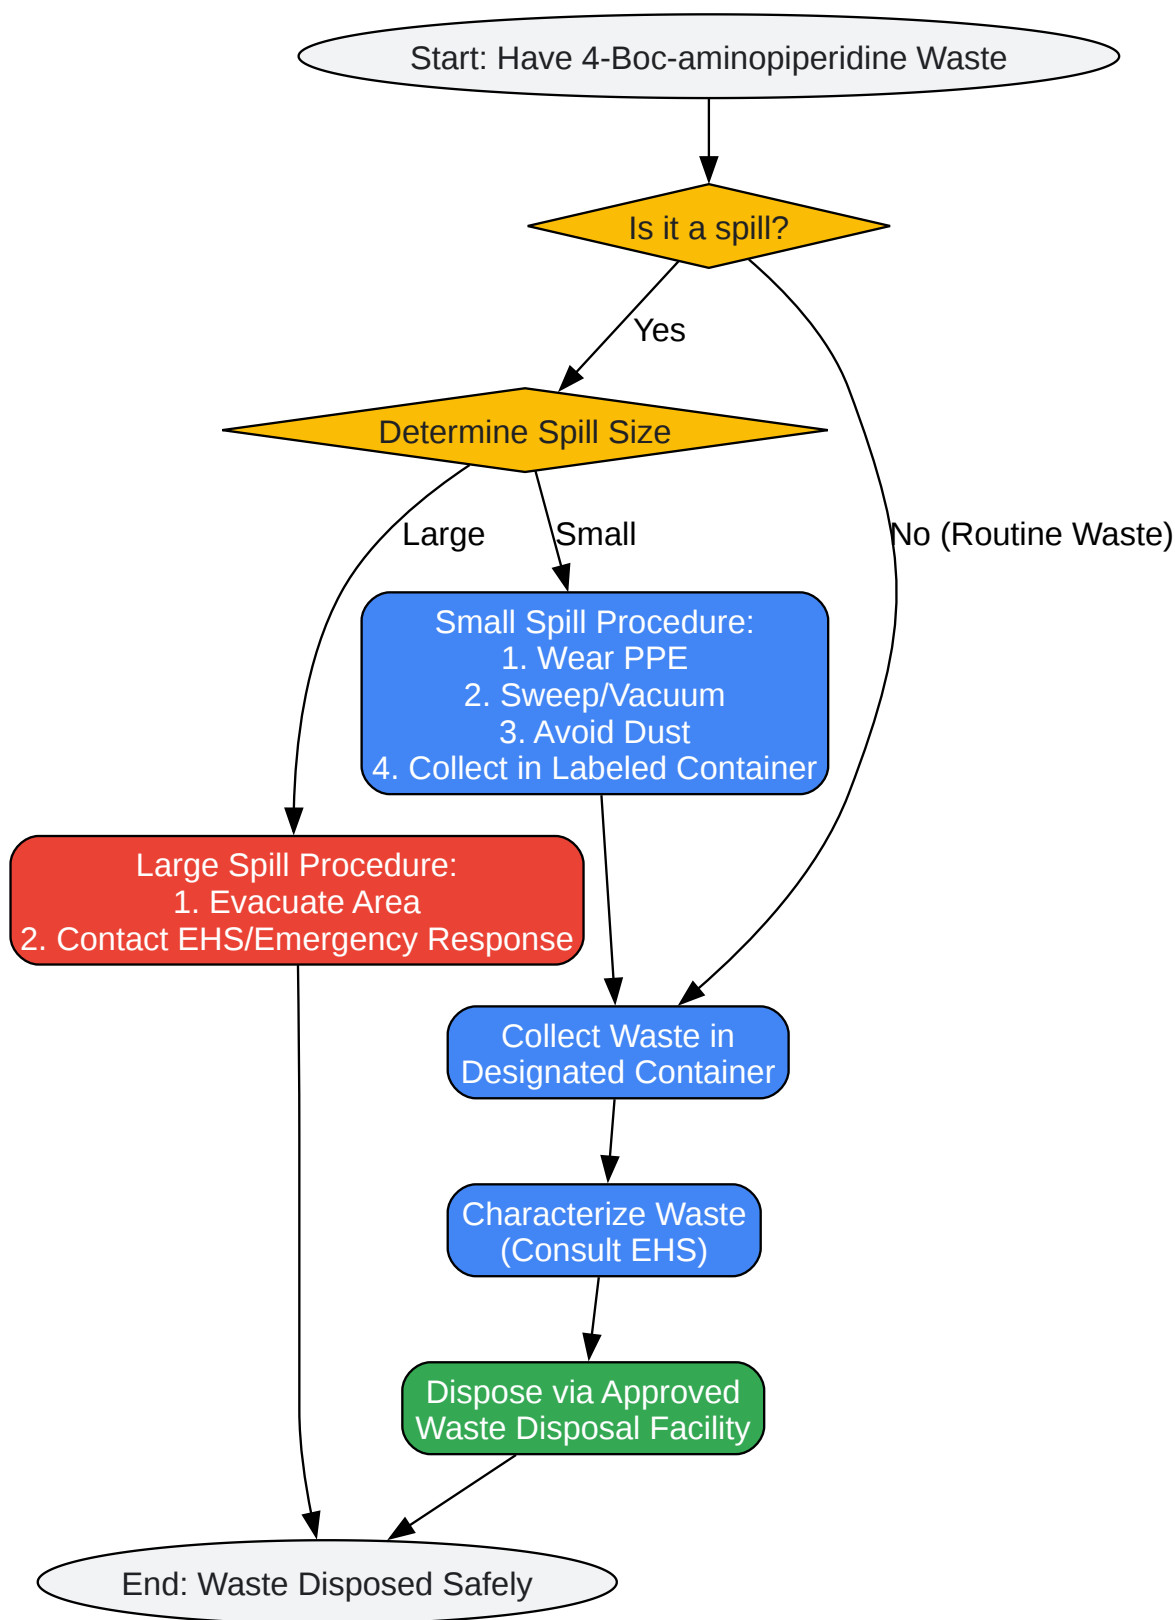 Start: Have 4-Boc-aminopiperidine Waste
Is it a spill?
Yes
Determine Spill Size
Large
Small
No (Routine Waste)
Small Spill Procedure:
1. Wear PPE
2. Sweep/Vacuum
3. Avoid Dust
4. Collect in Labeled Container
Large Spill Procedure:
1. Evacuate Area
2. Contact EHS/Emergency Response
Collect Waste in
Designated Container
Characterize Waste
(Consult EHS)
Dispose via Approved
Waste Disposal Facility
End: Waste Disposed Safely